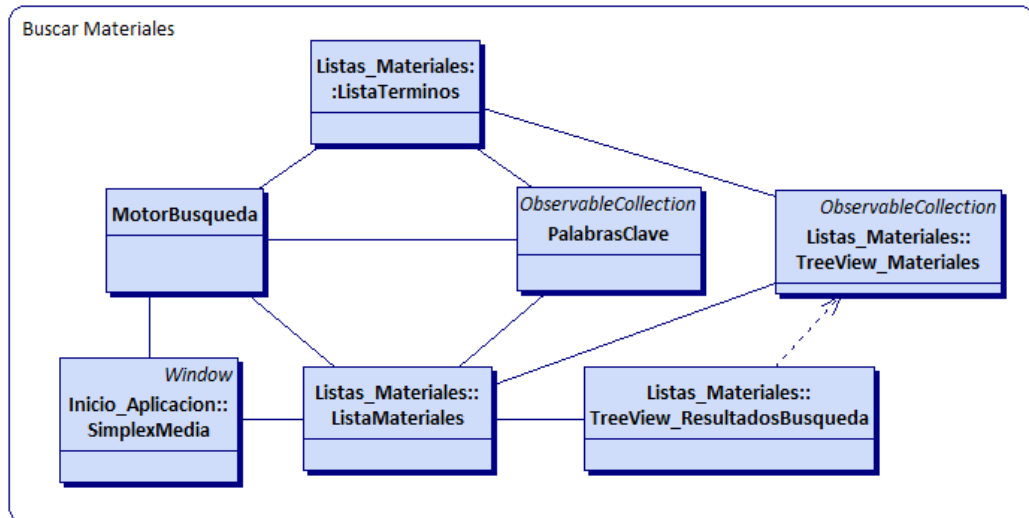 Buscar Materiales
Listas_Materiales:
:ListaTerminos
MotorBusqueda
ObservableCollection
PalabrasClave
ObservableCollection
Listas_Materiales::
TreeView_Materiales
Window
Inicio_Aplicacion::
SimplexMedia
Listas_Materiales::
ListaMateriales
Listas_Materiales::
TreeView_ResultadosBusqueda